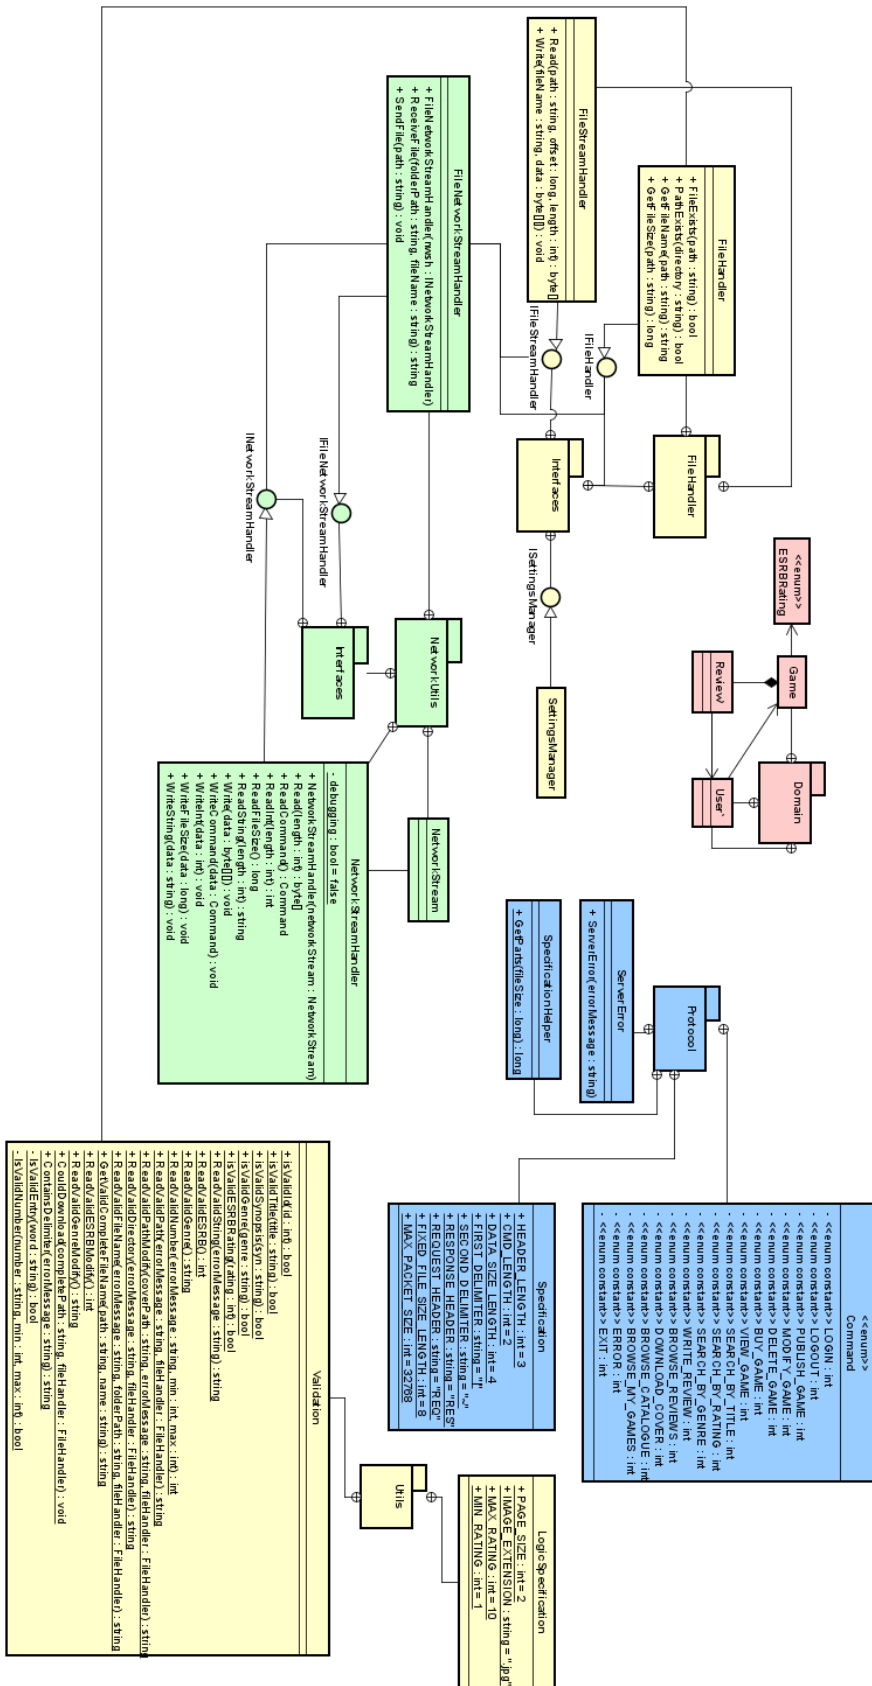 FileHandler
+ FileExists(path : string) : bool
+ PathExists(directory : string) : bool
+ GetFileName(path : string) : string
+ GetFileSize(path : string) : long
FileStreamHandler
+ Read(path : string, offset : long, length : int) : byte[]
+ Write(fileName : string, data : byte[]) : void
FileNetworkStreamHandler
+ FileNetworkStreamHandler(nwsh : INetworkStreamHandler)
+ ReceiveFile(folderPath : string, fileName : string) : string
+ SendFile(path : string) : void
IFileHandler
IFileStreamHandler
FileHandler
Interfaces
ISettingsManager
SettingsManager
IFileNetworkStreamHandler
INetworkStreamHandler
NetworkUtils
Interfaces
NetworkStream
NetworkStreamHandler
- debugging : bool = false
+ NetworkStreamHandler(networkStream : NetworkStream)
+ Read(length : int) : byte[]
+ ReadCommand() : Command
+ ReadInt(length : int) : int
+ ReadFileSize() : long
+ ReadString(length : int) : string
+ Write(data : byte[]) : void
+ WriteCommand(data : Command) : void
+ WriteInt(data : int) : void
+ WriteFileSize(data : long) : void
+ WriteString(data : string) : void
<<enum>>
ESRBRating
Game
Review
User
Domain
Protocol
ServerError
+ ServerError(errorMessage : string)
SpecificationHelper
+ GetParts(fileSize : long) : long
<<enum>>
Command
- <<enum constant>> LOGIN : int
- <<enum constant>> LOGOUT : int
- <<enum constant>> PUBLISH_GAME : int
- <<enum constant>> MODIFY_GAME : int
- <<enum constant>> DELETE_GAME : int
- <<enum constant>> BUY_GAME : int
- <<enum constant>> VIEW_GAME : int
- <<enum constant>> SEARCH_BY_TITLE : int
- <<enum constant>> SEARCH_BY_RATING : int
- <<enum constant>> SEARCH_BY_GENRE : int
- <<enum constant>> WRITE_REVIEW : int
- <<enum constant>> BROWSE_REVIEWS : int
- <<enum constant>> DOWNLOAD_COVER : int
- <<enum constant>> BROWSE_CATALOGUE : int
- <<enum constant>> BROWSE_MY_GAMES : int
- <<enum constant>> ERROR : int
- <<enum constant>> EXIT : int
Specification
+ HEADER_LENGTH : int = 3
+ CMD_LENGTH : int = 2
+ DATA_SIZE_LENGTH : int = 4
+ SECOND_DELIMITER : string = "~"
+ RESPONSE_HEADER : string = "RES"
+ REQUEST_HEADER : string = "REQ"
+ FIXED_FILE_SIZE_LENGTH : int = 8
+ MAX_PACKET_SIZE : int = 32768
LogicSpecification
+ PAGE_SIZE : int = 2
+ IMAGE_EXTENSION : string = ".jpg"
+ MAX_RATING : int = 10
+ MIN_RATING : int = 1
Utils
Validation
+ isValidId(id : int) : bool
+ isValidTitle(title : string) : bool
+ isValidSynopsis(syn : string) : bool
+ isValidGenre(genre : string) : bool
+ isValidESRBRating(rating : int) : bool
+ ReadValidString(errorMessage : string) : string
+ ReadValidESRB() : int
+ ReadValidGenre() : string
+ ReadValidNumber(errorMessage : string, min : int, max : int) : int
+ ReadValidPath(errorMessage : string, fileHandler : FileHandler) : string
+ ReadValidPathModify(coverPath : string, errorMessage : string, fileHandler : FileHandler) : string
+ ReadValidDirectory(errorMessage : string, fileHandler : FileHandler) : string
+ ReadValidFileName(errorMessage : string, folderPath : string, fileHandler : FileHandler) : string
+ GetValidCompleteFileName(path : string, name : string) : string
+ ReadValidESRBModify() : int
+ ReadValidGenreModify() : string
+ CouldDownload(completePath : string, fileHandler : FileHandler) : void
+ ContainsDelimiter(errorMessage : string) : string
- IsValidEntry(word : string) : bool
- IsValidNumber(number : string, min : int, max : int) : bool